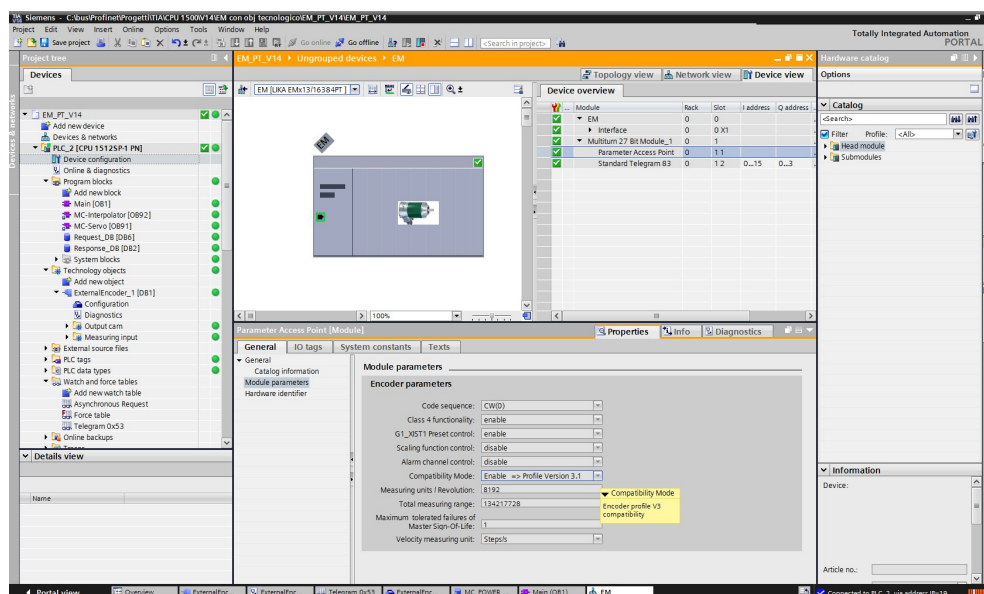 Siemens - C:\bus\Profinet\Progetti\TIA\CPU 1500\V14\EM con obj tecnologico\EM_PT_V14\EM_PT_V14
Project Edit View Insert Online Options Tools Window Help
Totally Integrated Automation
PORTAL
Save project
Go online
Go offline
<Search in project>
Project tree
EM_PT_V14 Ungrouped devices EM
Hardware catalog
Devices
Topology view
Network view
Device view
Options
EM [LIKA EMx13/16384PT]
Device overview
Devices & networks
EM_PT_V14
Add new device
Devices & networks
PLC_2 [CPU 1512SP-1 PN]
Device configuration
Online & diagnostics
Program blocks
Add new block
Main [OB1]
MC-Interpolator [OB92]
MC-Servo [OB91]
Request_DB [DB6]
Response_DB [DB2]
System blocks
Technology objects
Add new object
ExternalEncoder_1 [DB1]
Configuration
Diagnostics
Output cam
Measuring input
External source files
PLC tags
PLC data types
Watch and force tables
Add new watch table
Asynchronous Request
Force table
Telegram 0x53
Online backups
Traces
Details view
Name
EM
100%
... Module Rack Slot I address Q address
EM 0 0
Interface 0 0 X1
Multiturn 27 Bit Module_1 0 1
Parameter Access Point 0 1 1
Standard Telegram 83 0 1 2 0...15 0...3
Catalog
<Search>
Filter Profile: <All>
Head module
Submodules
Parameter Access Point [Module]
Properties
Info
Diagnostics
General IO tags System constants Texts
General
Catalog information
Module parameters
Hardware identifier
Module parameters
Encoder parameters
Code sequence: CW(0)
Class 4 functionality: enable
G1_XIST1 Preset control: enable
Scaling function control: disable
Alarm channel control: disable
Compatibility Mode: Enable => Profile Version 3.1
Measuring units / Revolution: 8192
Total measuring range: 134217728
Maximum tolerated failures of
Master Sign-Of-Life: 1
Velocity measuring unit: Steps/s
Compatibility Mode
Encoder profile V3
compatibility
Information
Device:
Article no.:
Portal view
Overview
ExternalEnc...
ExternalEnc...
Telegram 0x53
ExternalEnc...
MC_POWER
Main (OB1)
EM
Connected to PLC_2, via address IP=19...